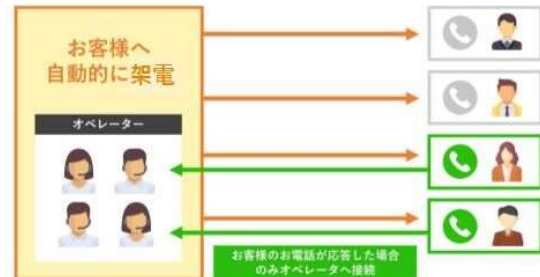 お客様へ
自動的に架電
オペレーター
お客様のお電話が応答した場合
のみオペレータへ接続